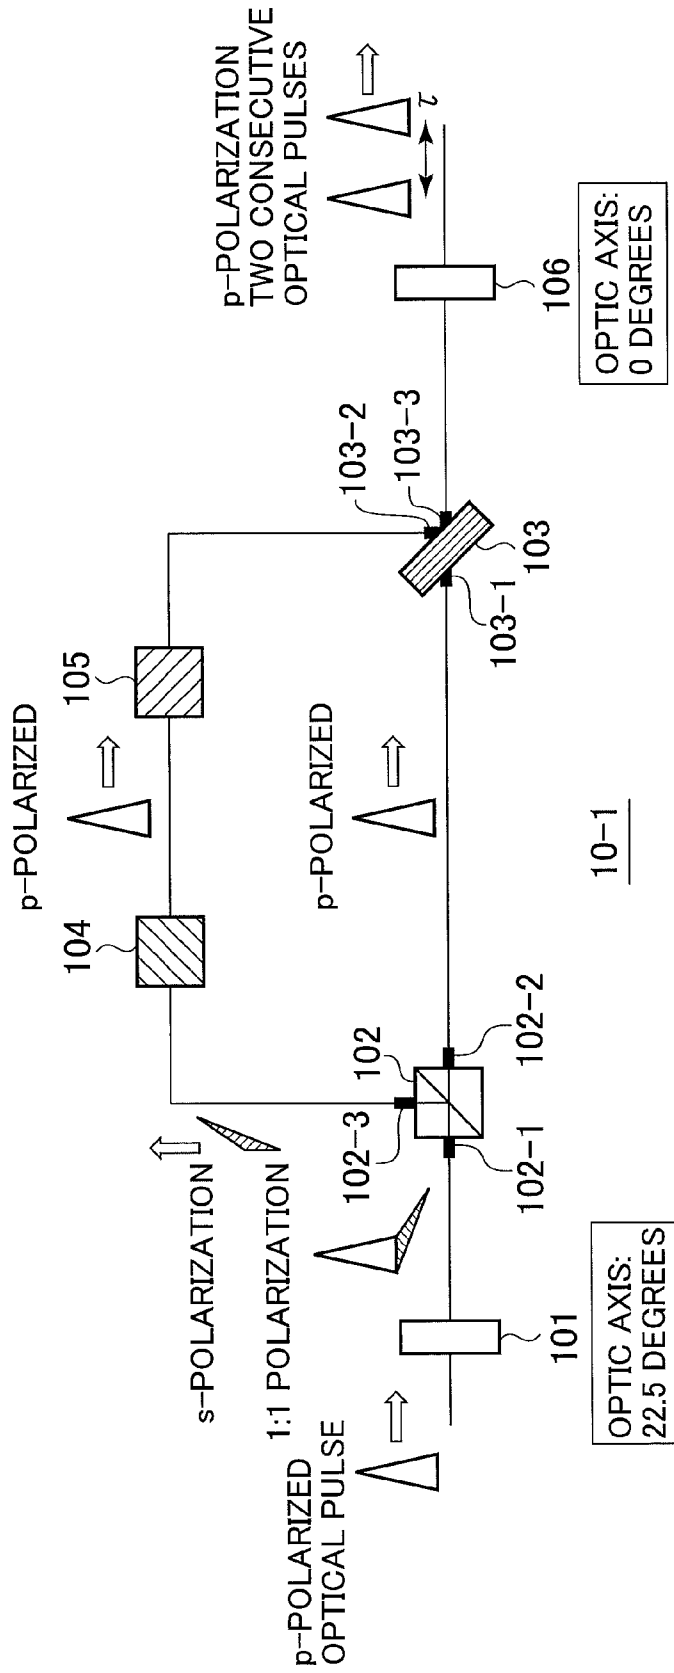 p-POLARIZED
OPTICAL PULSE
1:1 POLARIZATION
s-POLARIZATION
p-POLARIZED
p-POLARIZED
p-POLARIZATION
TWO CONSECUTIVE
OPTICAL PULSES
τ
104
105
102-3
102
102-2
102-1
101
103-2
103-3
103-1
103
106
OPTIC AXIS:
22.5 DEGREES
OPTIC AXIS:
0 DEGREES
10-1